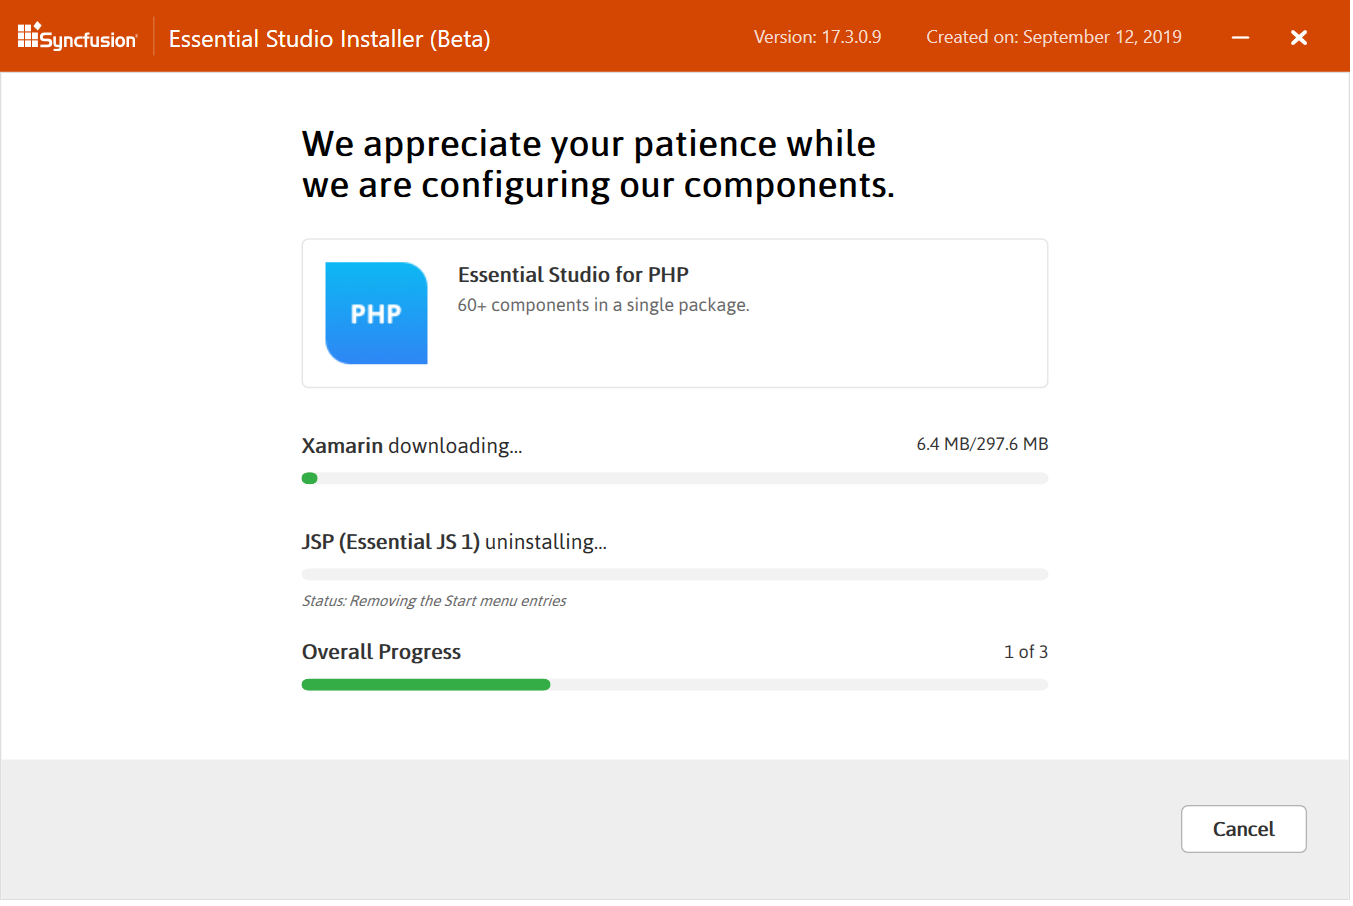 Syncfusion
Essential Studio Installer (Beta)
Version: 17.3.0.9
Created on: September 12, 2019
We appreciate your patience while
we are configuring our components.
PHP
Essential Studio for PHP
60+ components in a single package.
Xamarin downloading...
6.4 MB/297.6 MB
JSP (Essential JS 1) uninstalling...
Status: Removing the Start menu entries
Overall Progress
1 of 3
Cancel